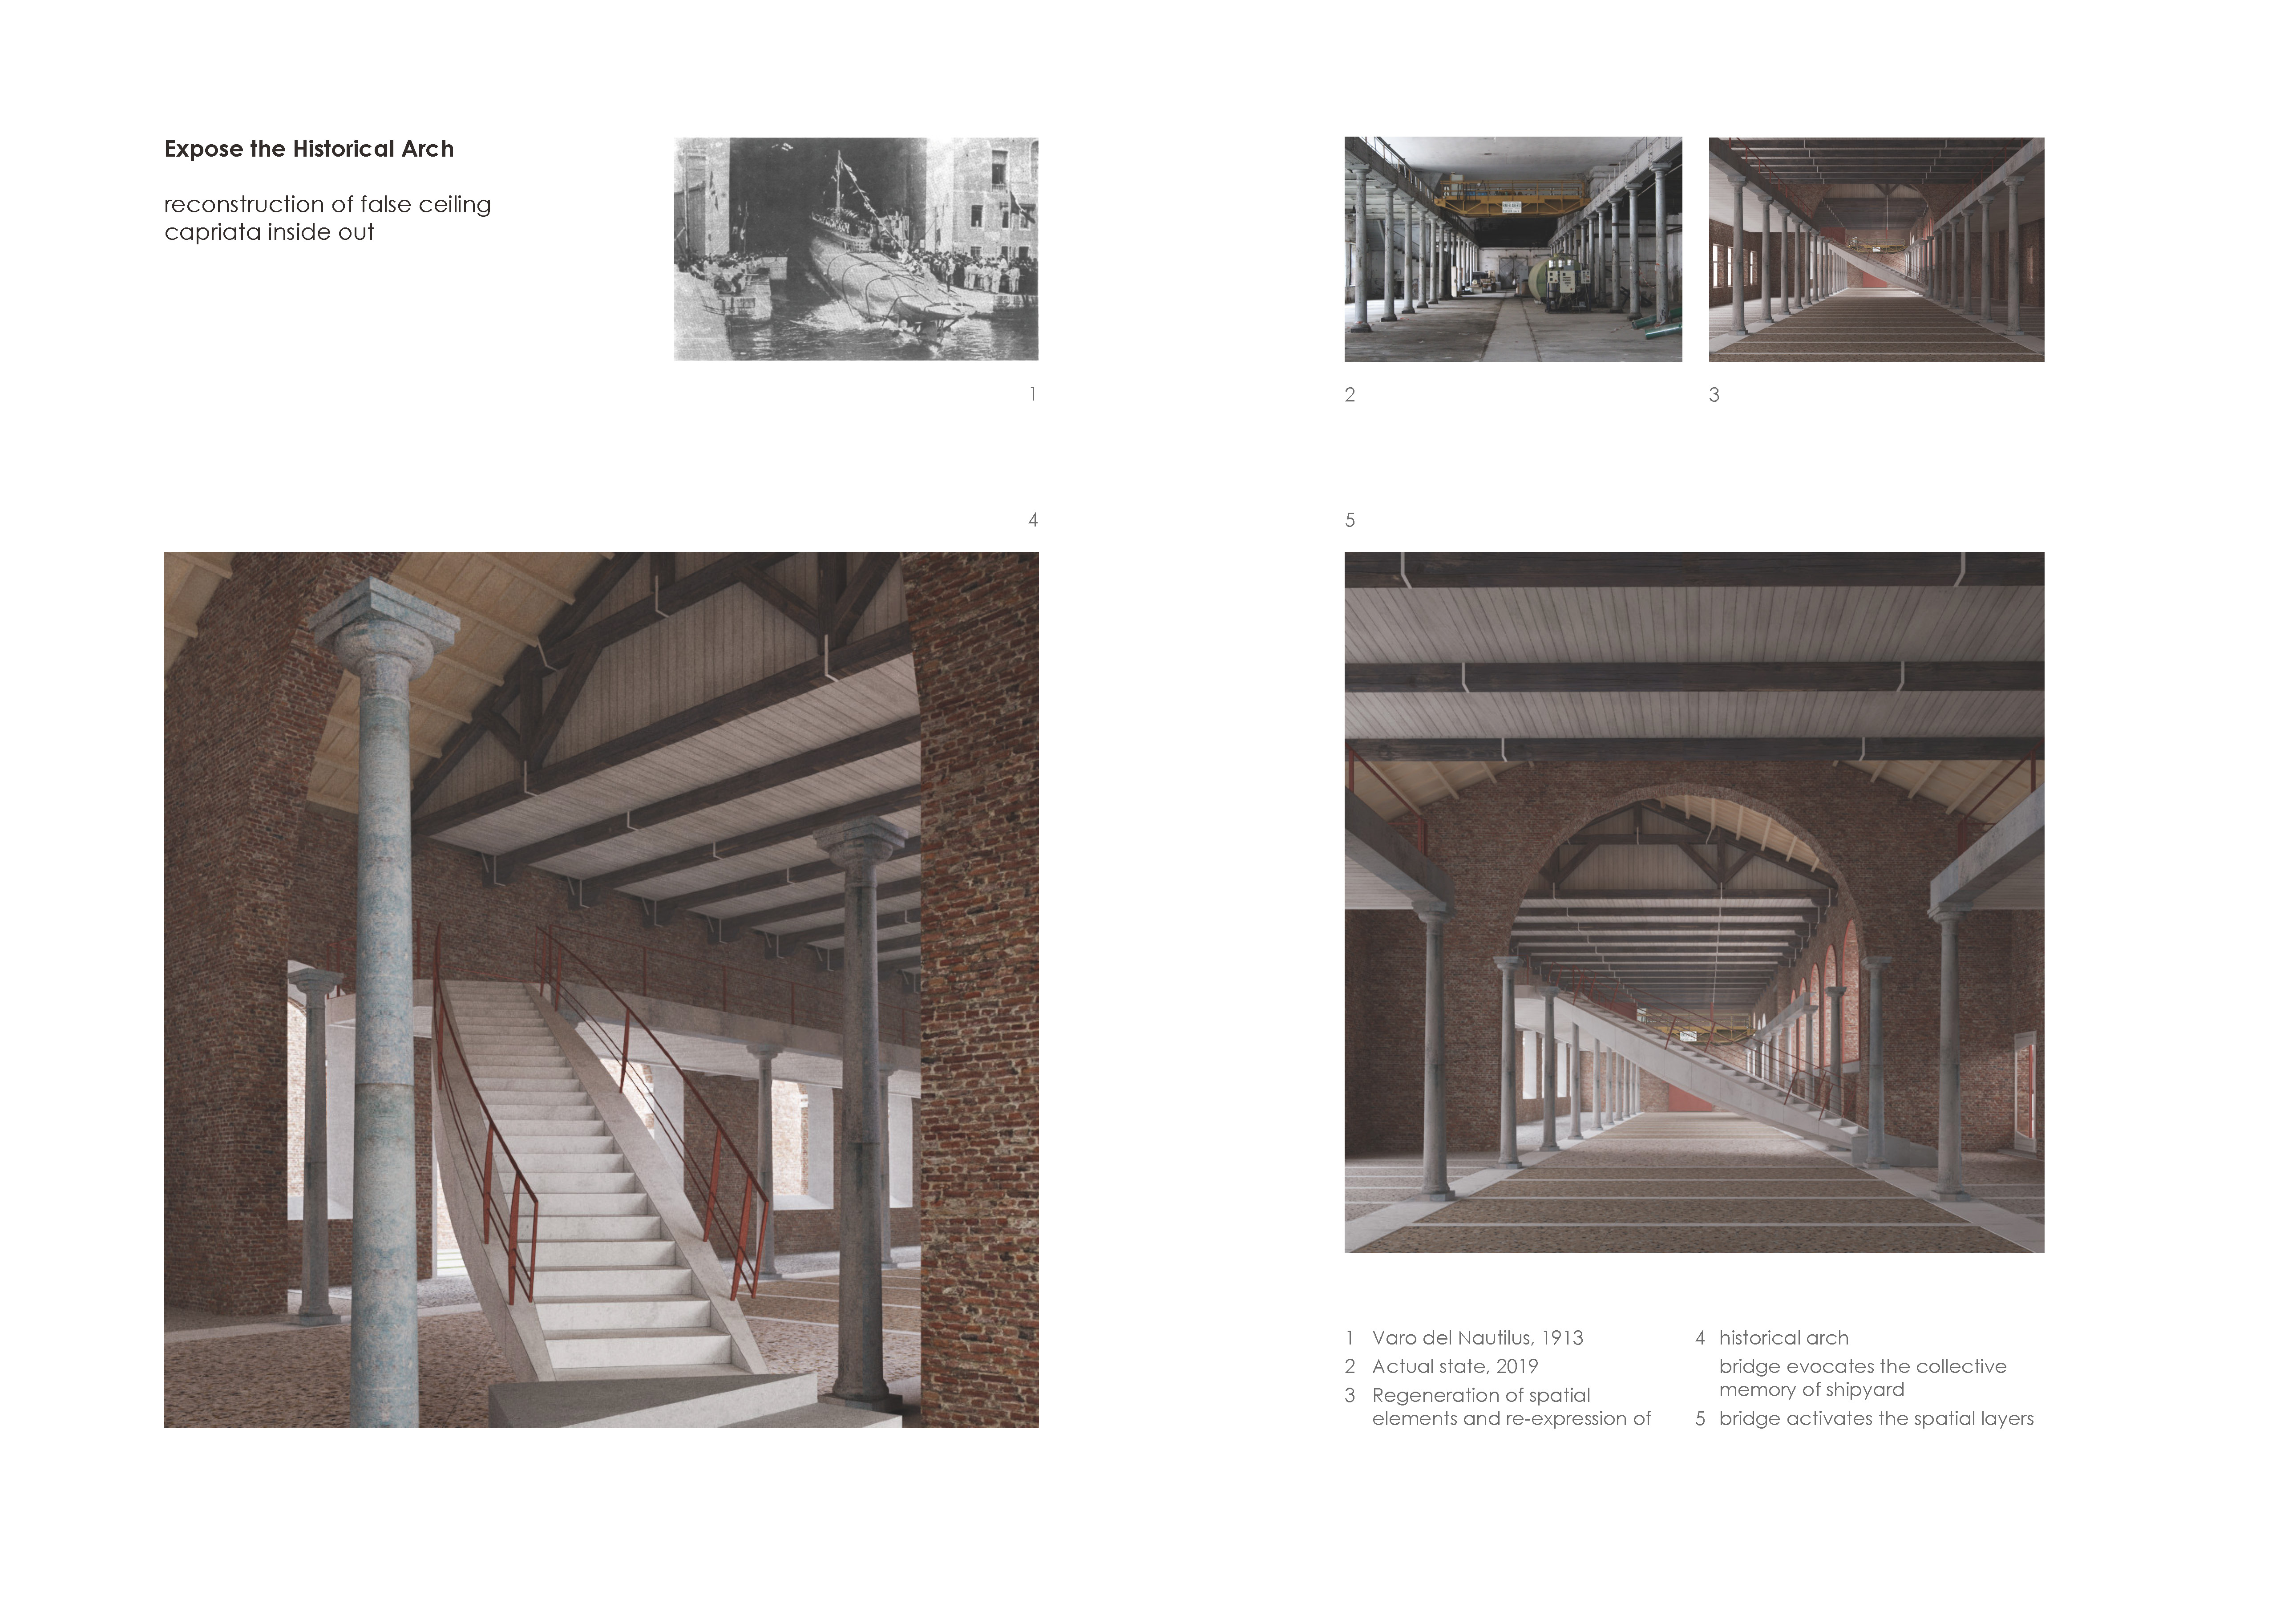 Expose the Historical Arch
reconstruction of false ceiling
capriata inside out
1
2
3
4
5
1 Varo del Nautilus, 1913
2 Actual state, 2019
3 Regeneration of spatial
elements and re-expression of
4 historical arch
bridge evocates the collective
memory of shipyard
5 bridge activates the spatial layers